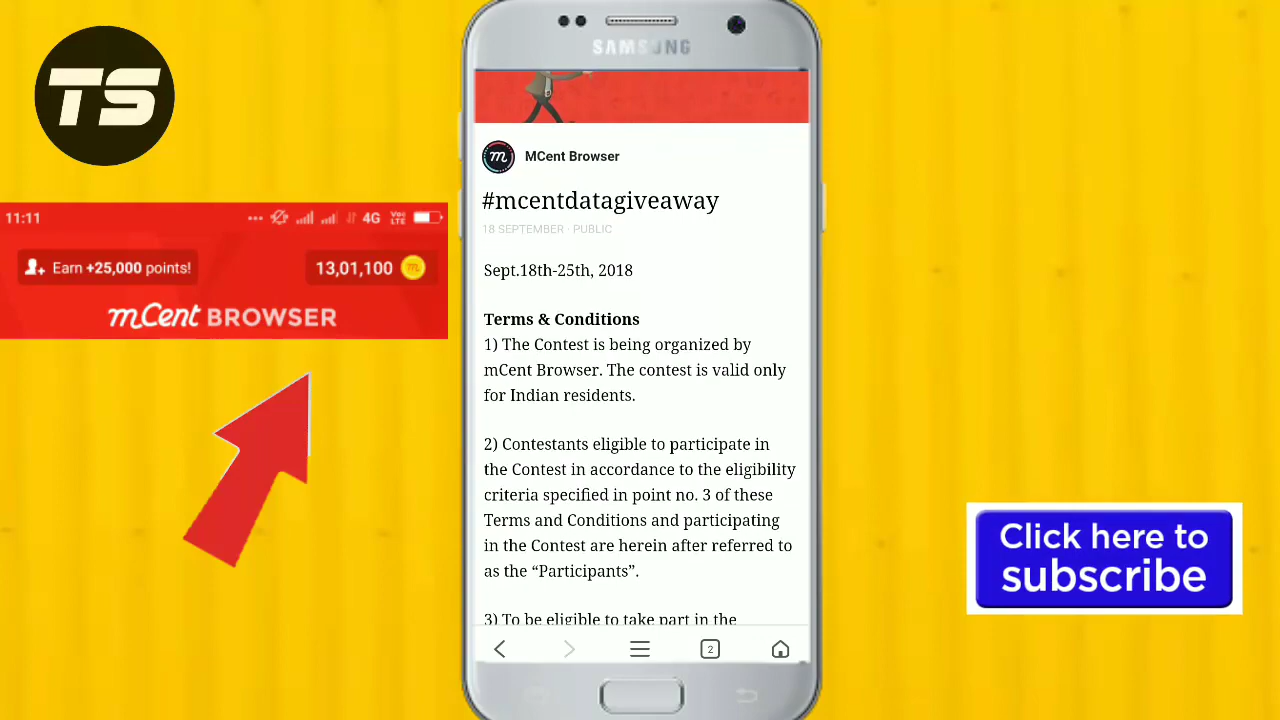 TS
11:11
4G
Vo)
LTE
Earn +25,000 points!
13,01,100
m
mCent BROWSER
SAMSUNG
m
MCent Browser
#mcentdatagiveaway
18 SEPTEMBER · PUBLIC
Sept.18th-25th, 2018
Terms & Conditions
1) The Contest is being organized by
mCent Browser. The contest is valid only
for Indian residents.
2) Contestants eligible to participate in
the Contest in accordance to the eligibility
criteria specified in point no. 3 of these
Terms and Conditions and participating
in the Contest are herein after referred to
as the “Participants”.
3) To be eligible to take part in the
2
Click here to
subscribe